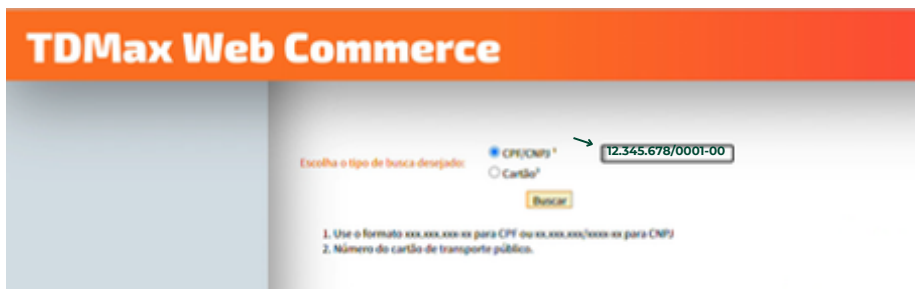 TDMax Web Commerce
Escolha o tipo de busca desejado:
CPF/CNPJ ¹
12.345.678/0001-00
Cartão²
Buscar
1. Use o formato xxx.xxx.xxx-xx para CPF ou xx.xxx.xxx/xxxx-xx para CNPJ
2. Número do cartão de transporte público.